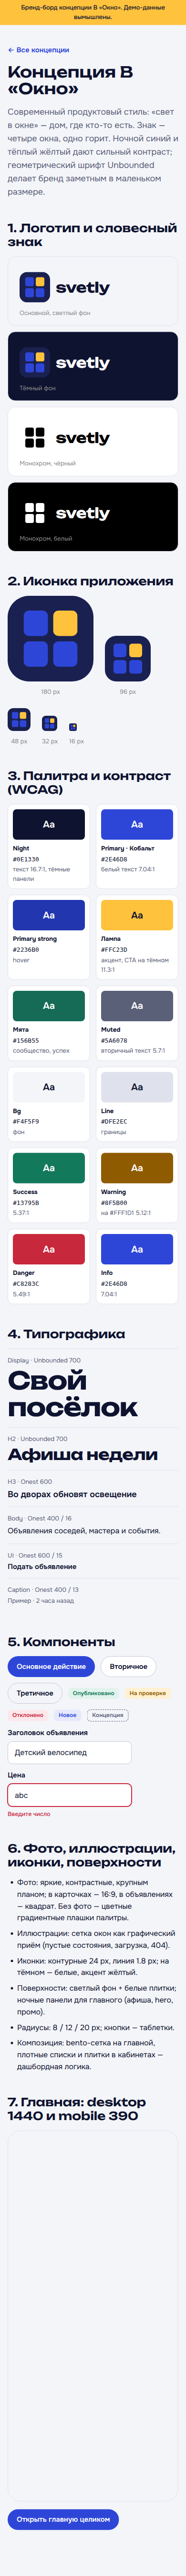 Бренд-борд концепции B «Окно». Демо-данные
вымышлены.
← Все концепции
Концепция B
«Окно»
Современный продуктовый стиль: «свет
в окне» — дом, где кто-то есть. Знак —
четыре окна, одно горит. Ночной синий и
тёплый жёлтый дают сильный контраст;
геометрический шрифт Unbounded
делает бренд заметным в маленьком
размере.
1. Логотип и словесный
знак
svetly
Основной, светлый фон
svetly
Тёмный фон
svetly
Монохром, чёрный
svetly
Монохром, белый
2. Иконка приложения
180 px
96 px
48 px
32 px
16 px
3. Палитра и контраст
(WCAG)
Aa
Night
#0E1330
текст 16.7:1, тёмные
панели
Aa
Primary · Кобальт
#2E46D8
белый текст 7.04:1
Aa
Primary strong
#2236B0
hover
Aa
Лампа
#FFC23D
акцент, CTA на тёмном
11.3:1
Aa
Мята
#156B55
сообщество, успех
Aa
Muted
#5A6078
вторичный текст 5.7:1
Aa
Bg
#F4F5F9
фон
Aa
Line
#DFE2EC
границы
Aa
Success
#13795B
5.37:1
Aa
Warning
#8F5B00
на #FFF1D1 5.12:1
Aa
Danger
#C8283C
5.49:1
Aa
Info
#2E46D8
7.04:1
4. Типографика
Display · Unbounded 700
Свой
посёлок
H2 · Unbounded 700
Афиша недели
H3 · Onest 600
Во дворах обновят освещение
Body · Onest 400 / 16
Объявления соседей, мастера и события.
UI · Onest 600 / 15
Подать объявление
Caption · Onest 400 / 13
Пример · 2 часа назад
5. Компоненты
Основное действие
Вторичное
Третичное
Опубликовано
На проверке
Отклонено
Новое
Концепция
Заголовок объявления
Детский велосипед
Цена
abc
Введите число
6. Фото, иллюстрации,
иконки, поверхности
• Фото: яркие, контрастные, крупным
планом; в карточках — 16:9, в объявлениях
— квадрат. Без фото — цветные
градиентные плашки палитры.
• Иллюстрации: сетка окон как графический
приём (пустые состояния, загрузка, 404).
• Иконки: контурные 24 px, линия 1.8 px; на
тёмном — белые, акцент жёлтый.
• Поверхности: светлый фон + белые плитки;
ночные панели для главного (афиша, hero,
промо).
• Радиусы: 8 / 12 / 20 px; кнопки — таблетки.
• Композиция: bento-сетка на главной,
плотные списки и плитки в кабинетах —
дашбордная логика.
7. Главная: desktop
1440 и mobile 390
Открыть главную целиком